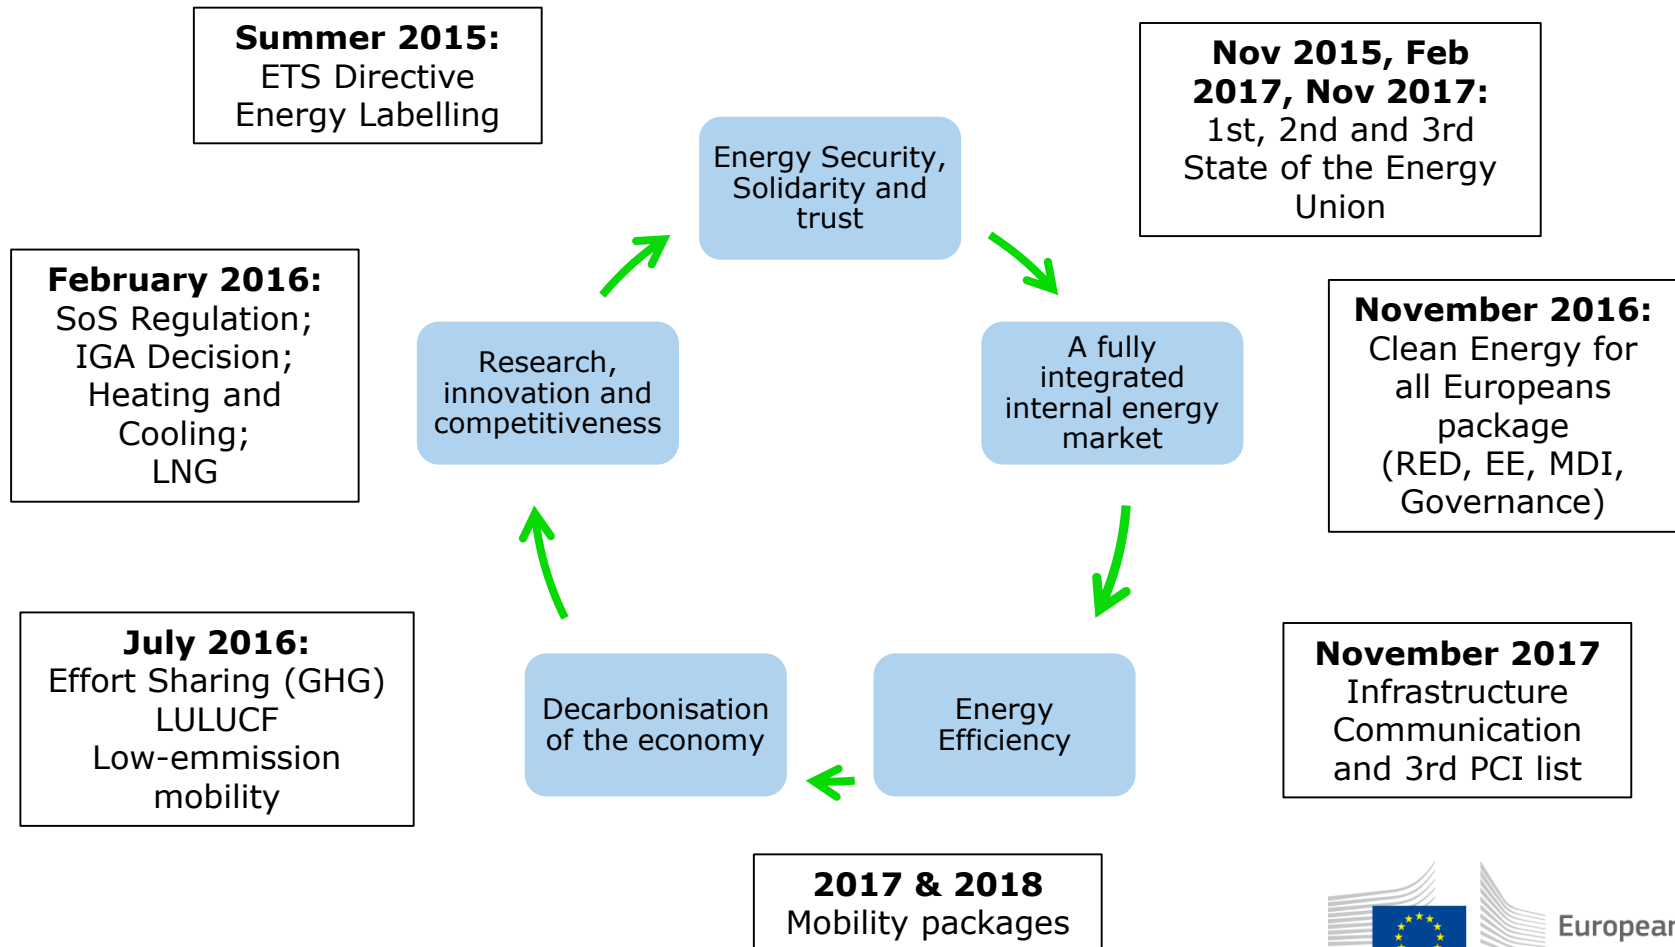 Summer 2015:
ETS Directive
Energy Labelling
Nov 2015, Feb
2017, Nov 2017:
1st, 2nd and 3rd
State of the Energy
Union
Energy Security,
Solidarity and
trust
February 2016:
SoS Regulation;
IGA Decision;
Heating and
Cooling;
LNG
Research,
innovation and
competitiveness
A fully
integrated
internal energy
market
November 2016:
Clean Energy for
all Europeans
package
(RED, EE, MDI,
Governance)
July 2016:
Effort Sharing (GHG)
LULUCF
Low-emmission
mobility
Decarbonisation
of the economy
Energy
Efficiency
November 2017
Infrastructure
Communication
and 3rd PCI list
2017 & 2018
Mobility packages
European